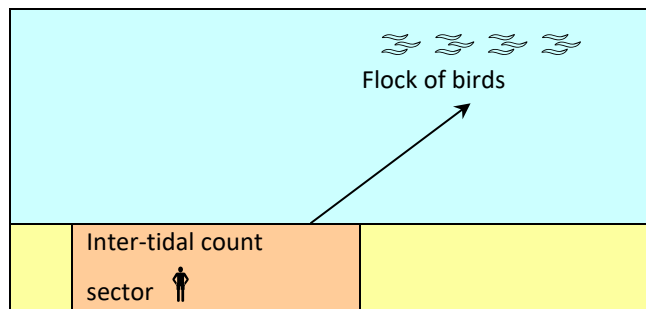 Flock of birds
Inter-tidal count
sector